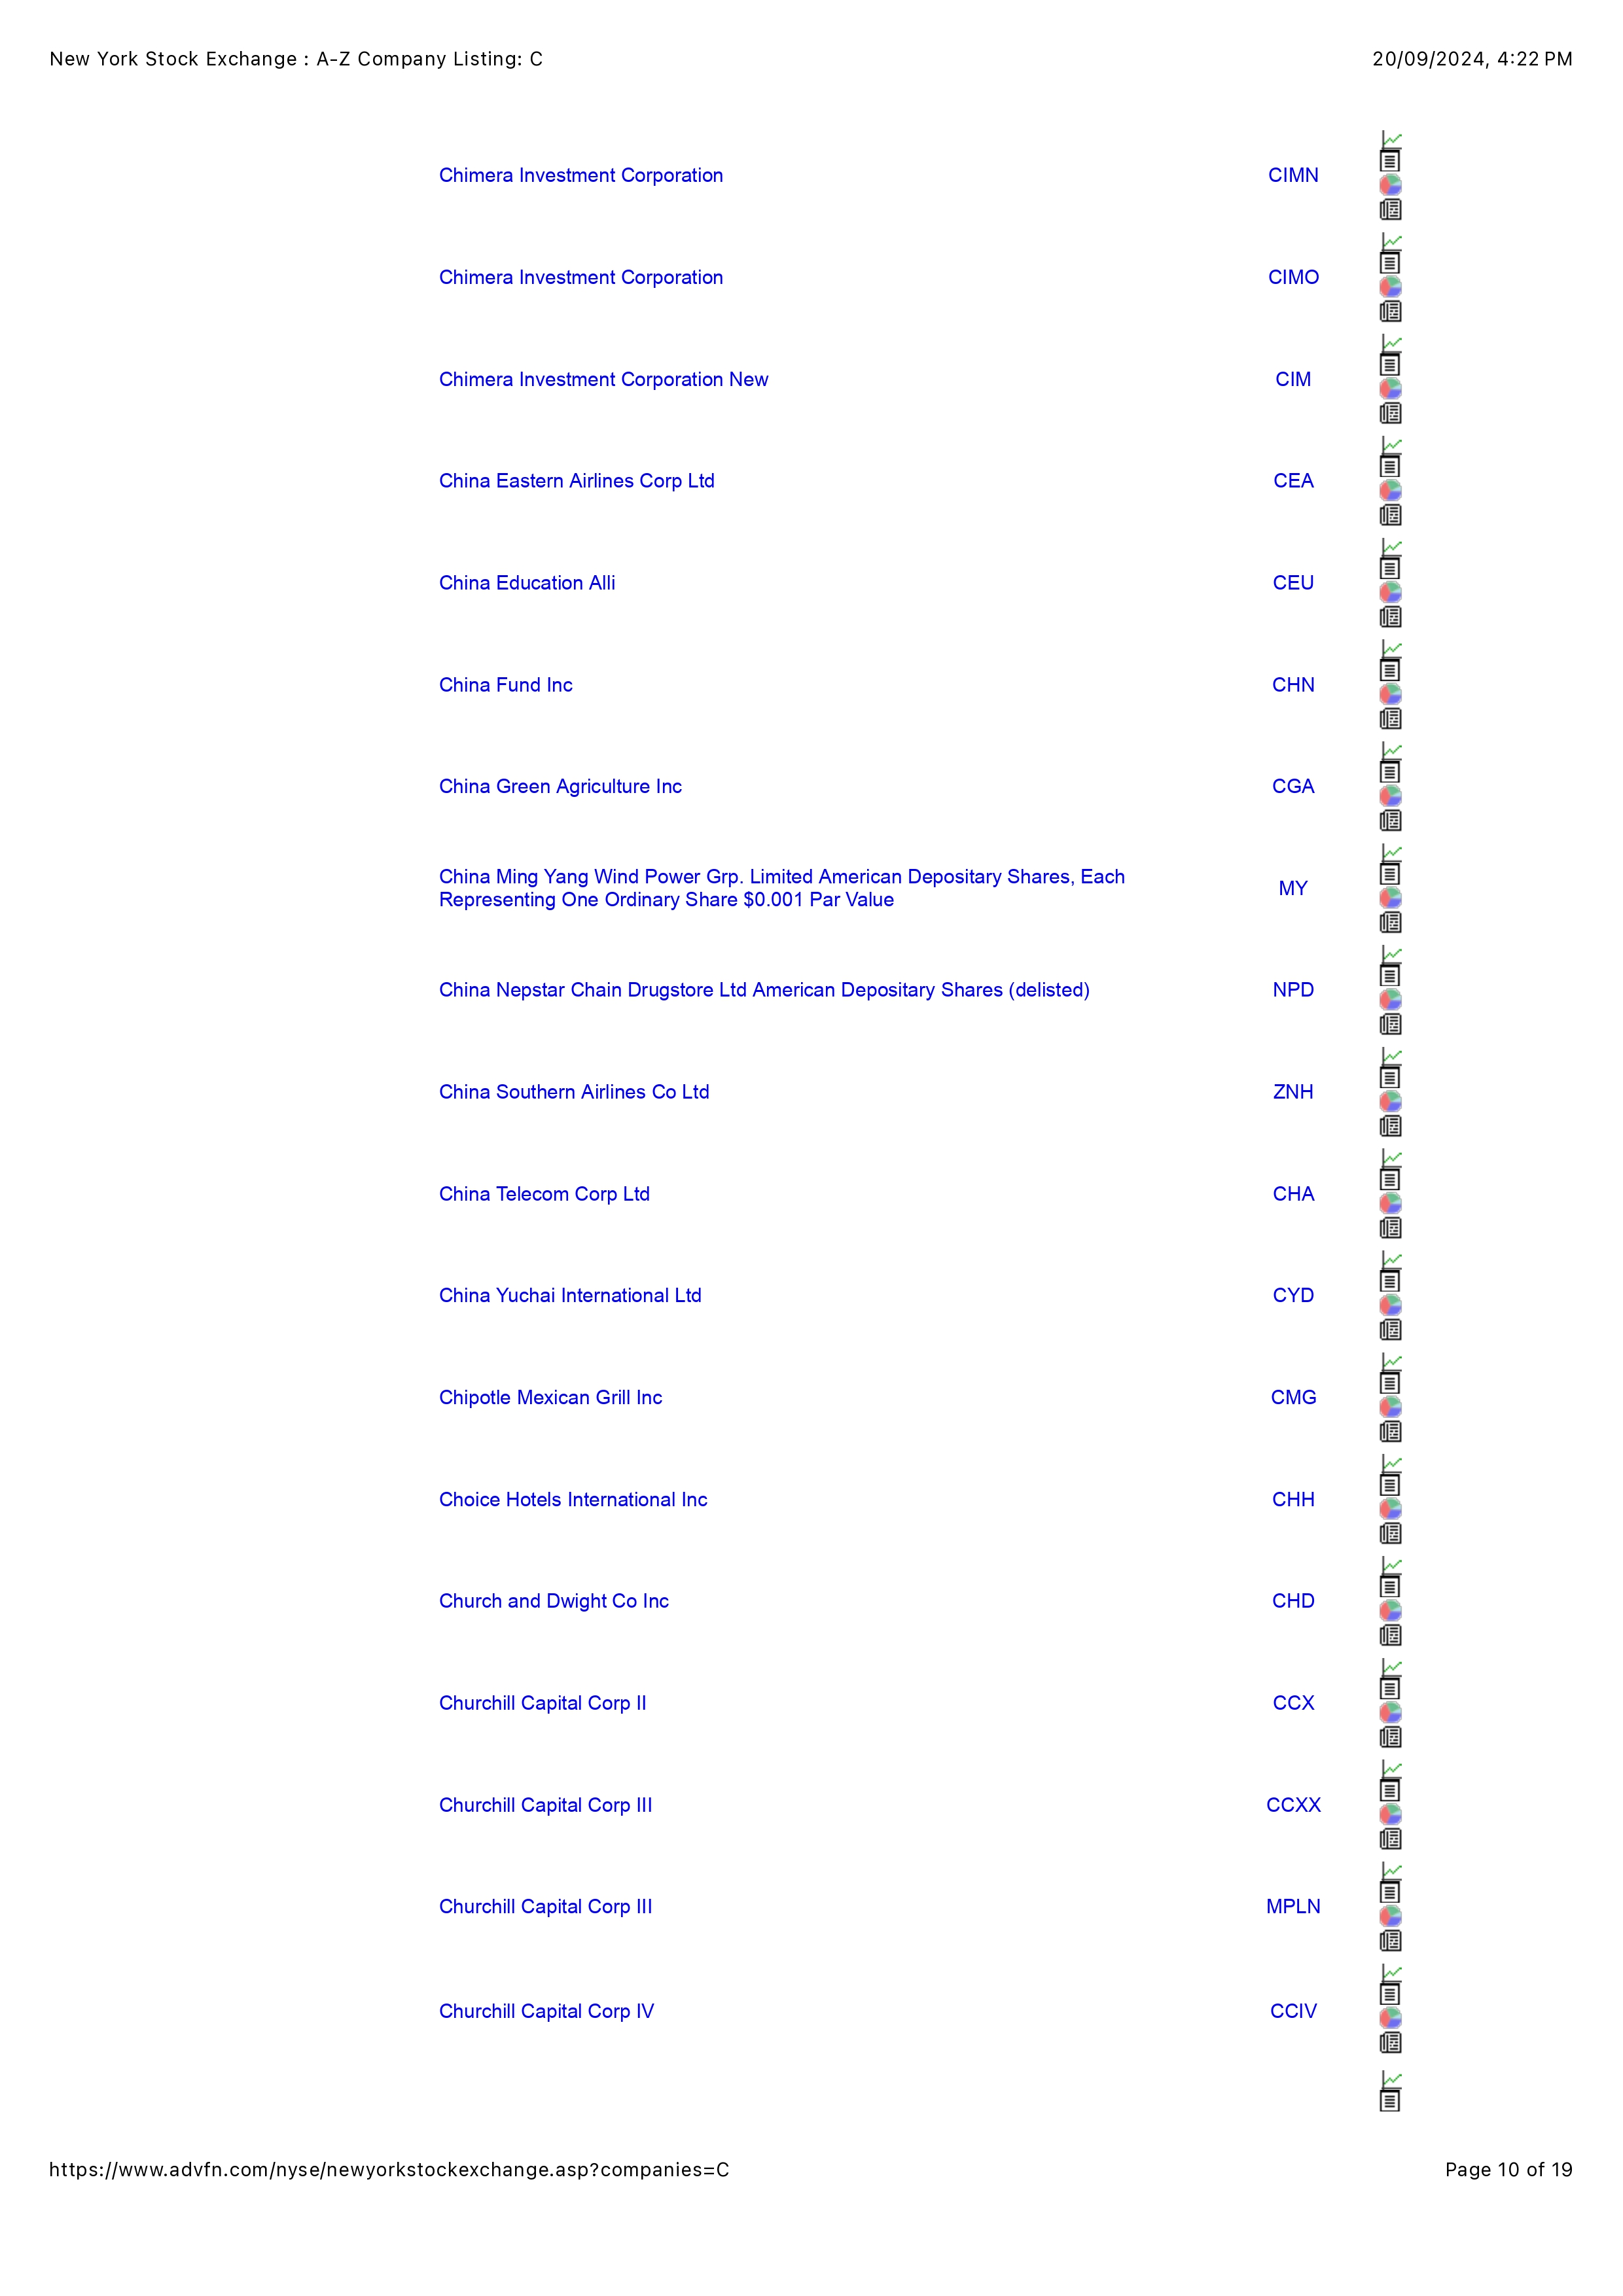 New York Stock Exchange : A-Z Company Listing: C 20/09/2024, 4:22 PM
Chimera Investment Corporation CIMN
Chimera Investment Corporation CIMO
Chimera Investment Corporation New CIM
China Eastern Airlines Corp Ltd CEA
China Education Alli CEU
China Fund Inc CHN
China Green Agriculture Inc CGA
China Ming Yang Wind Power Grp. Limited American Depositary Shares, Each
Representing One Ordinary Share $0.001 Par Value MY
China Nepstar Chain Drugstore Ltd American Depositary Shares (delisted) NPD
China Southern Airlines Co Ltd ZNH
China Telecom Corp Ltd CHA
China Yuchai International Ltd CYD
Chipotle Mexican Grill Inc CMG
Choice Hotels International Inc CHH
Church and Dwight Co Inc CHD
Churchill Capital Corp II CCX
Churchill Capital Corp III CCXX
Churchill Capital Corp III MPLN
Churchill Capital Corp IV CCIV
https://www.advfn.com/nyse/newyorkstockexchange.asp?companies=C Page 10 of 19